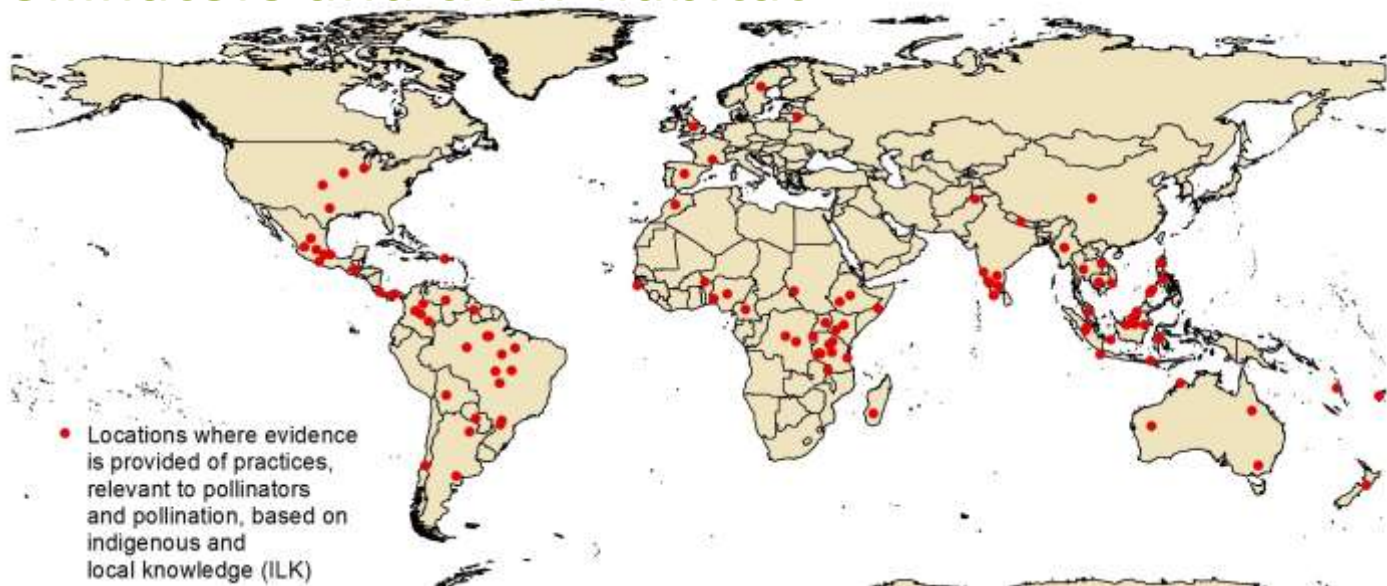 Locations where evidence
is provided of practices,
relevant to pollinators
and pollination, based on
indigenous and
local knowledge (ILK)